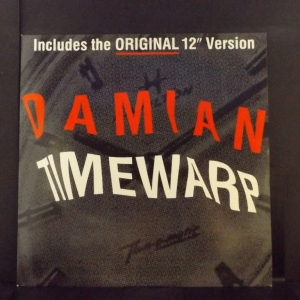 Includes the ORIGINAL 12" Version
DAMIAN
TIMEWARP